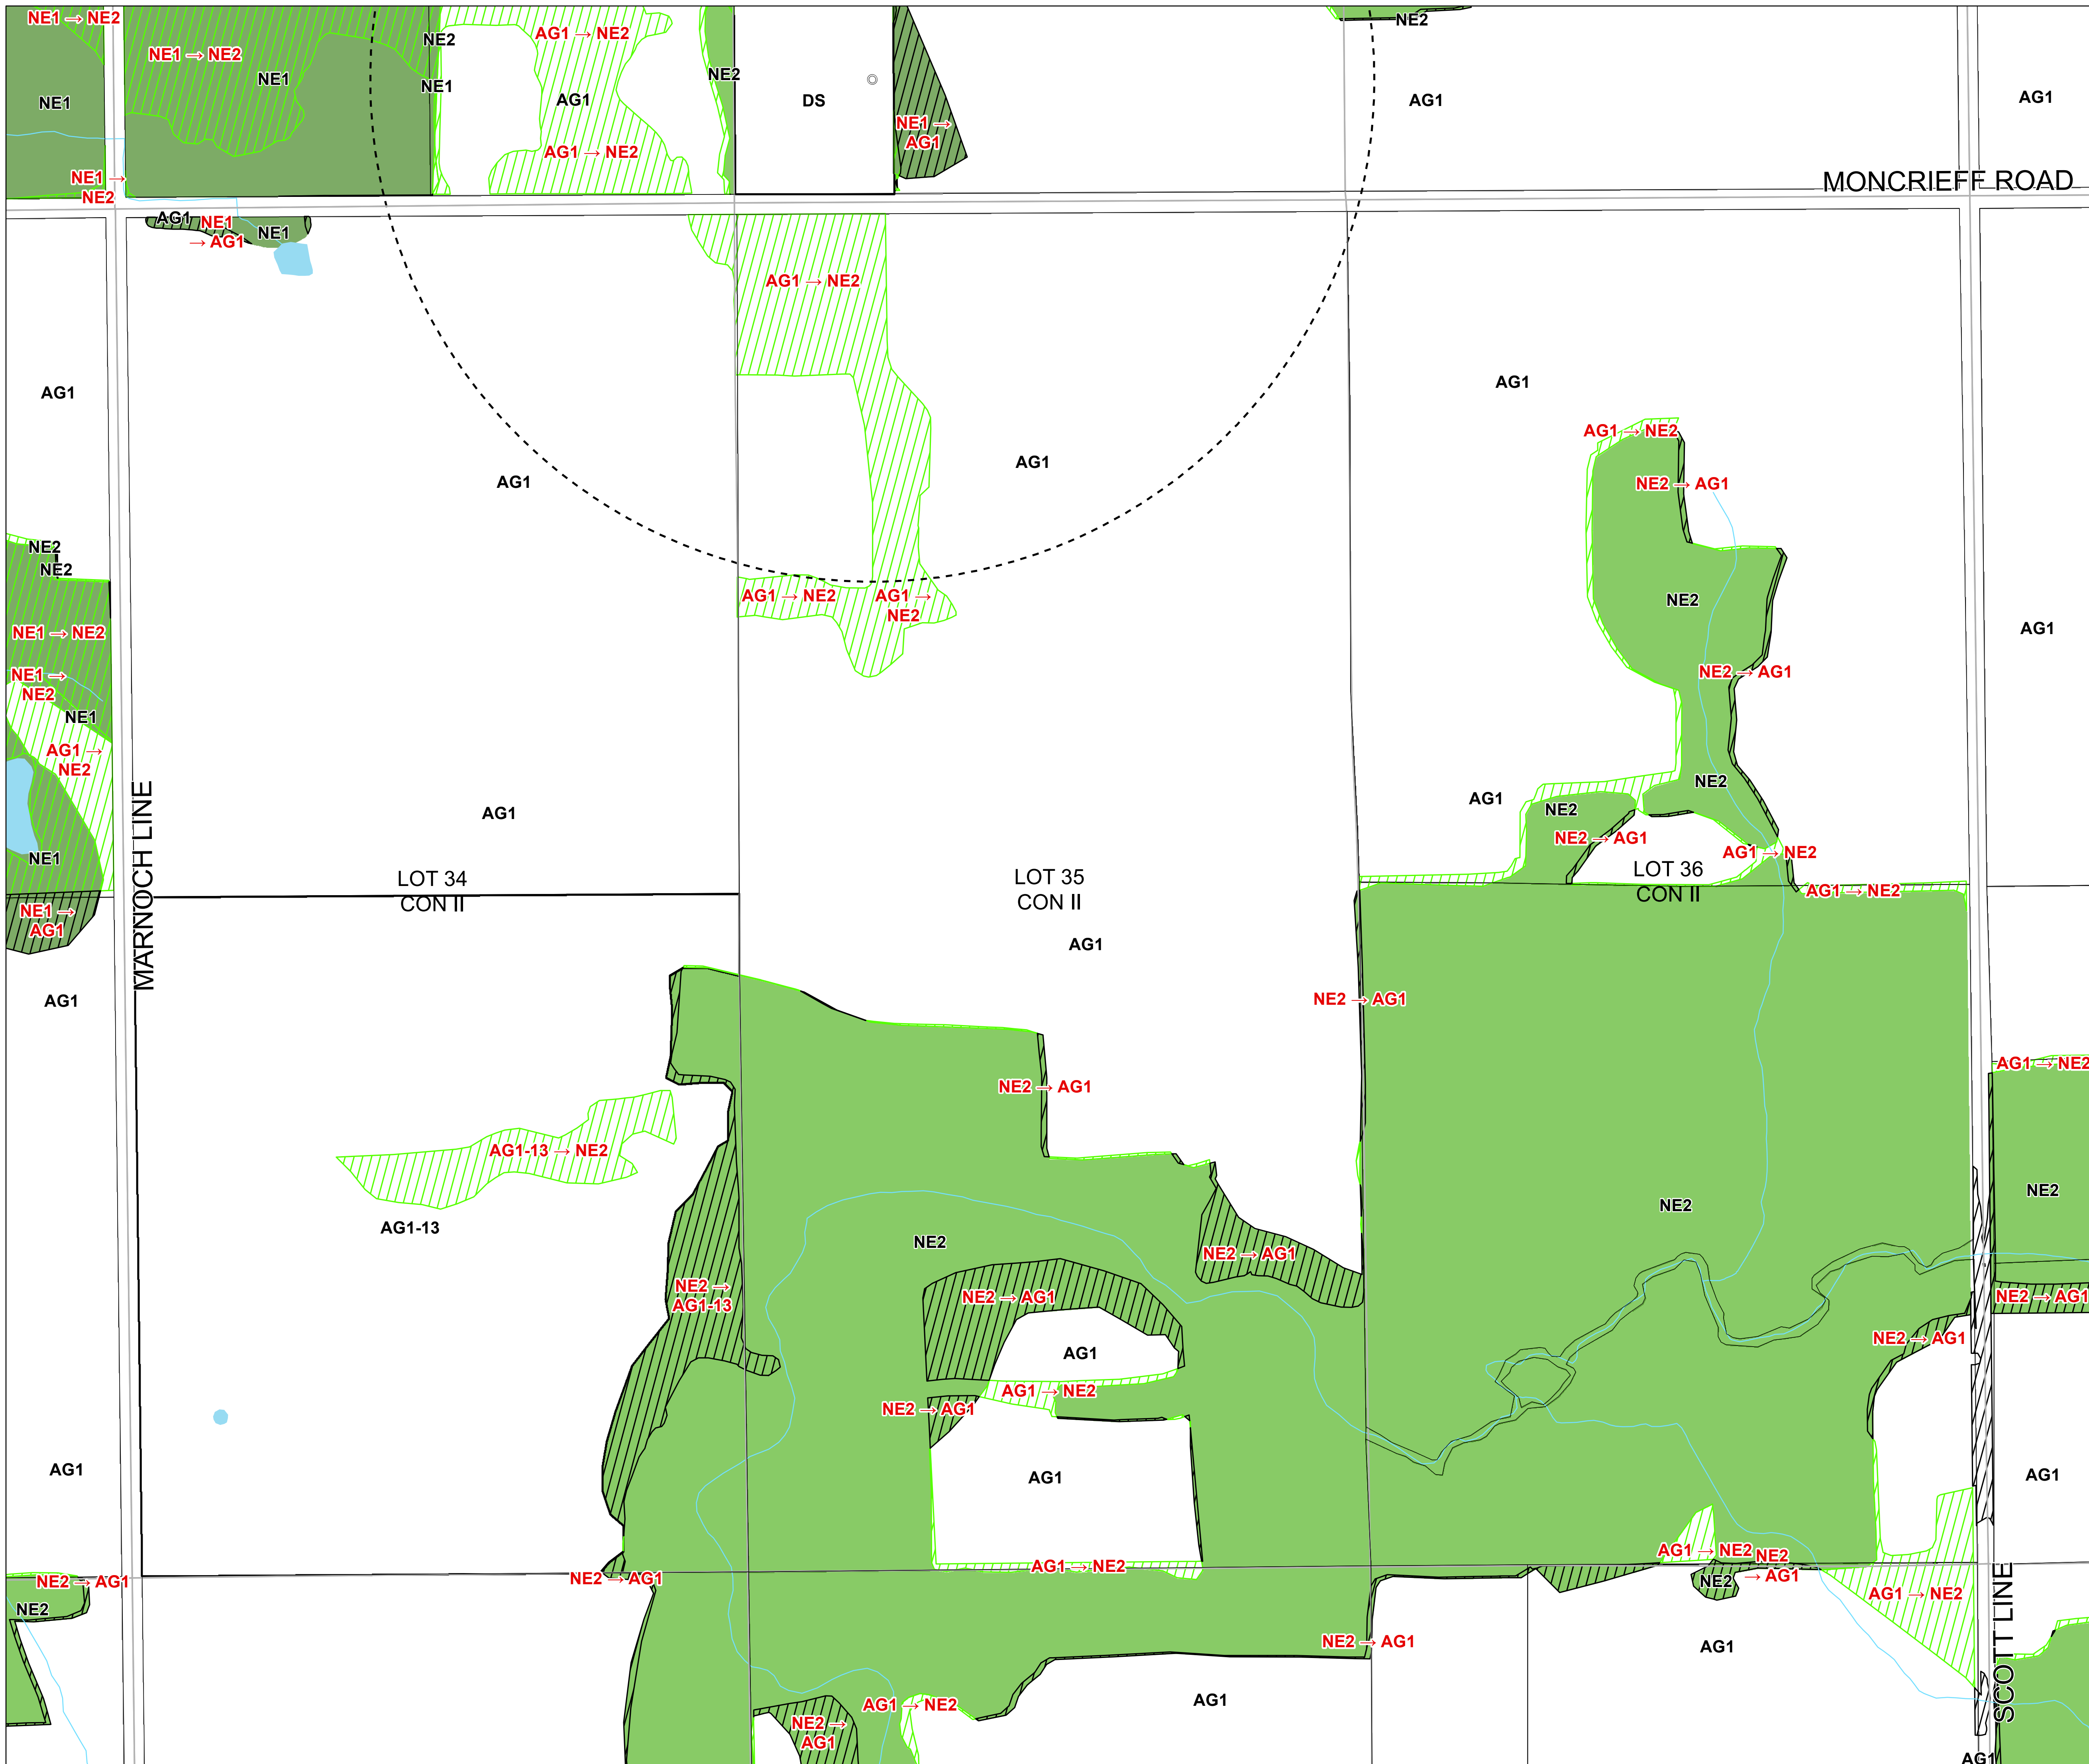 NE1 → NE2
NE2
NE2
AG1 → NE2
NE1 → NE2
NE1
NE1
NE2
NE1
AG1
DS
AG1
AG1
NE1 →
AG1
AG1 → NE2
NE1 →
NE2
MONCRIEFF ROAD
AG1
NE1
→ AG1
NE1
AG1 → NE2
AG1
AG1
AG1 → NE2
AG1
AG1
NE2 → AG1
NE2
NE2
AG1 → NE2
AG1 →
NE2
NE2
AG1
NE1 → NE2
NE1 →
NE2
NE2 → AG1
NE1
AG1 →
NE2
NE2
AG1
AG1
NE2
NE2 → AG1
AG1 → NE2
NE1
MARNOCH LINE
LOT 34
CON II
LOT 35
CON II
LOT 36
CON II
AG1 → NE2
NE1 →
AG1
AG1
AG1
NE2 → AG1
AG1 → NE2
NE2 → AG1
AG1-13 → NE2
NE2
NE2
AG1-13
NE2
NE2 → AG1
NE2 →
AG1-13
NE2 → AG1
NE2 → AG1
NE2 → AG1
AG1
AG1 → NE2
NE2 → AG1
AG1
AG1
AG1
AG1 → NE2
AG1 → NE2
NE2
→ AG1
NE2 → AG1
NE2 → AG1
NE2
AG1 → NE2
NE2
SCOTT LINE
NE2 → AG1
AG1
AG1
AG1 → NE2
NE2 →
AG1
AG1